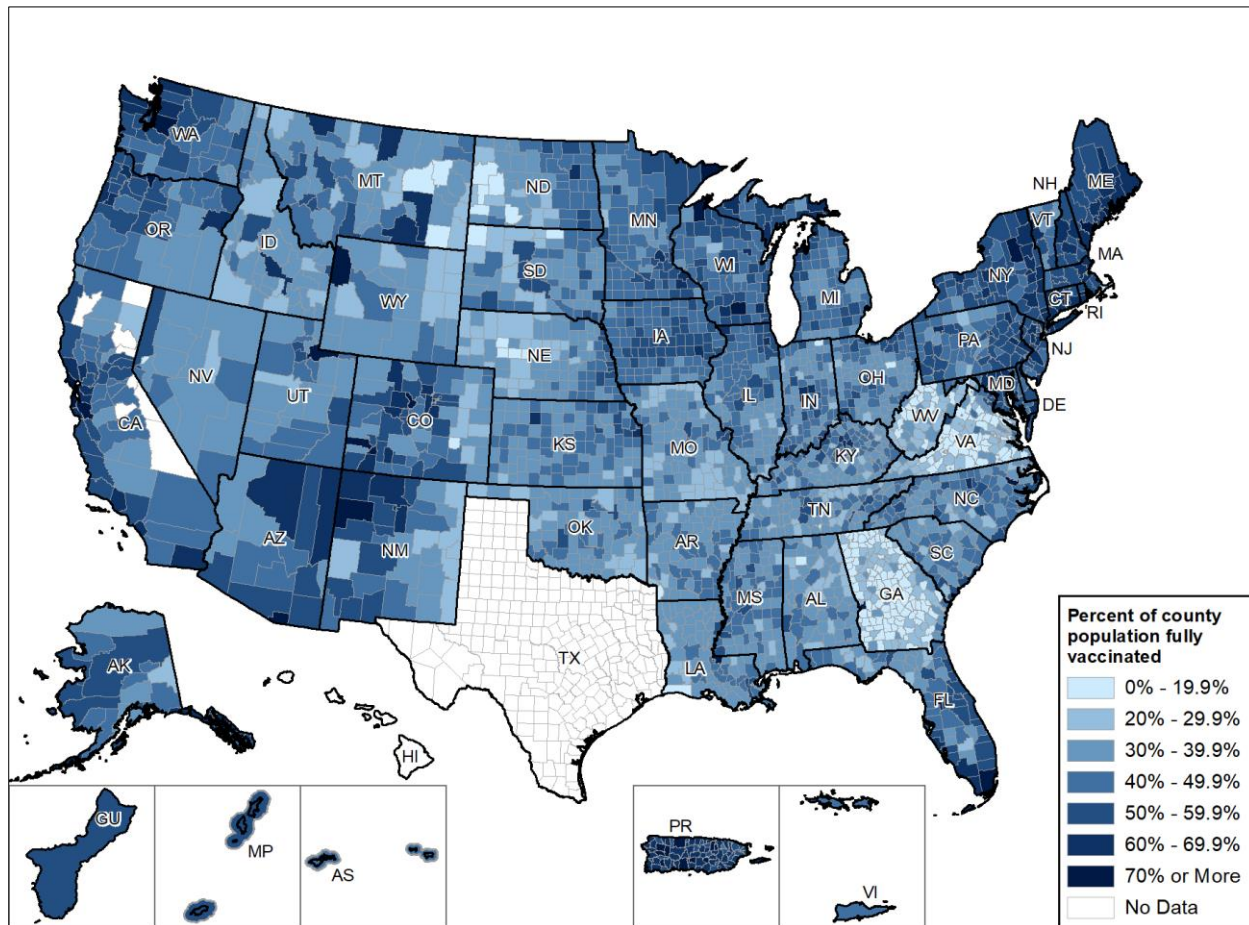 WA
MT
ND
MN
OR
ID
SD
WI
MI
NY
NH
VT
ME
MA
CT
RI
WY
IA
NE
PA
NJ
NV
UT
CO
IL
IN
OH
MD
DE
WV
VA
CA
KS
MO
KY
AZ
NM
OK
AR
TN
NC
SC
MS
AL
GA
TX
LA
FL
AK
HI
GU
MP
AS
PR
VI
Percent of county
population fully
vaccinated
0% - 19.9%
20% - 29.9%
30% - 39.9%
40% - 49.9%
50% - 59.9%
60% - 69.9%
70% or More
No Data